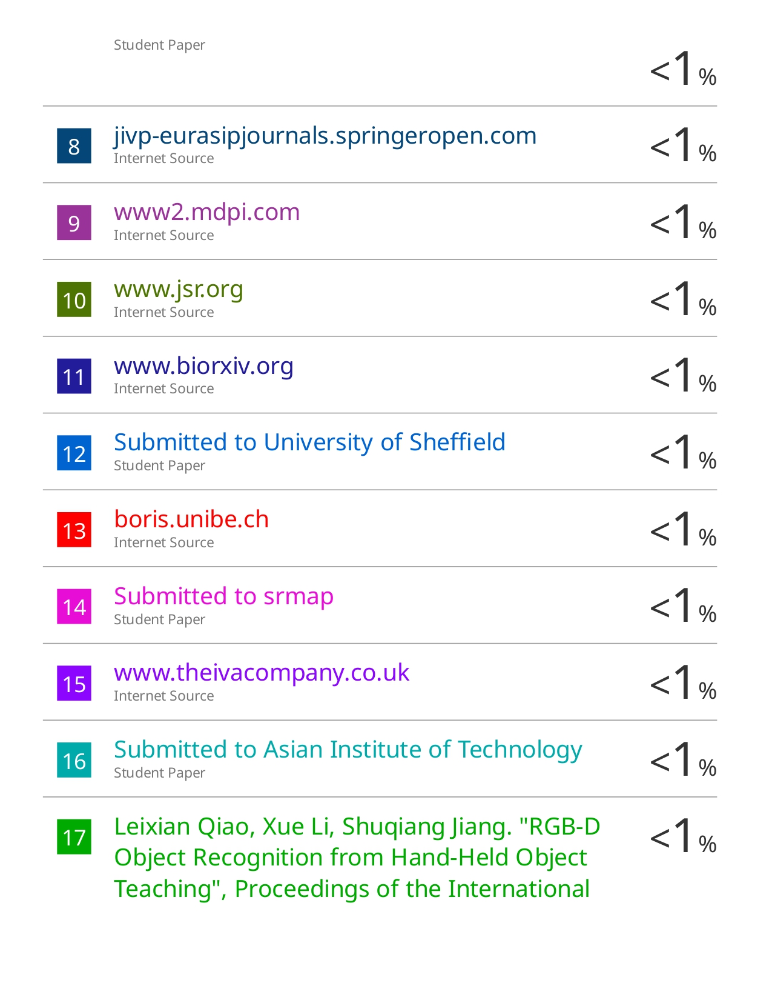 Student Paper
<1%
8
jivp-eurasipjournals.springeropen.com
Internet Source
<1%
9
www2.mdpi.com
Internet Source
<1%
10
www.jsr.org
Internet Source
<1%
11
www.biorxiv.org
Internet Source
<1%
12
Submitted to University of Sheffield
Student Paper
<1%
13
boris.unibe.ch
Internet Source
<1%
14
Submitted to srmap
Student Paper
<1%
15
www.theivacompany.co.uk
Internet Source
<1%
16
Submitted to Asian Institute of Technology
Student Paper
<1%
17
Leixian Qiao, Xue Li, Shuqiang Jiang. "RGB-D
Object Recognition from Hand-Held Object
Teaching", Proceedings of the International
<1%